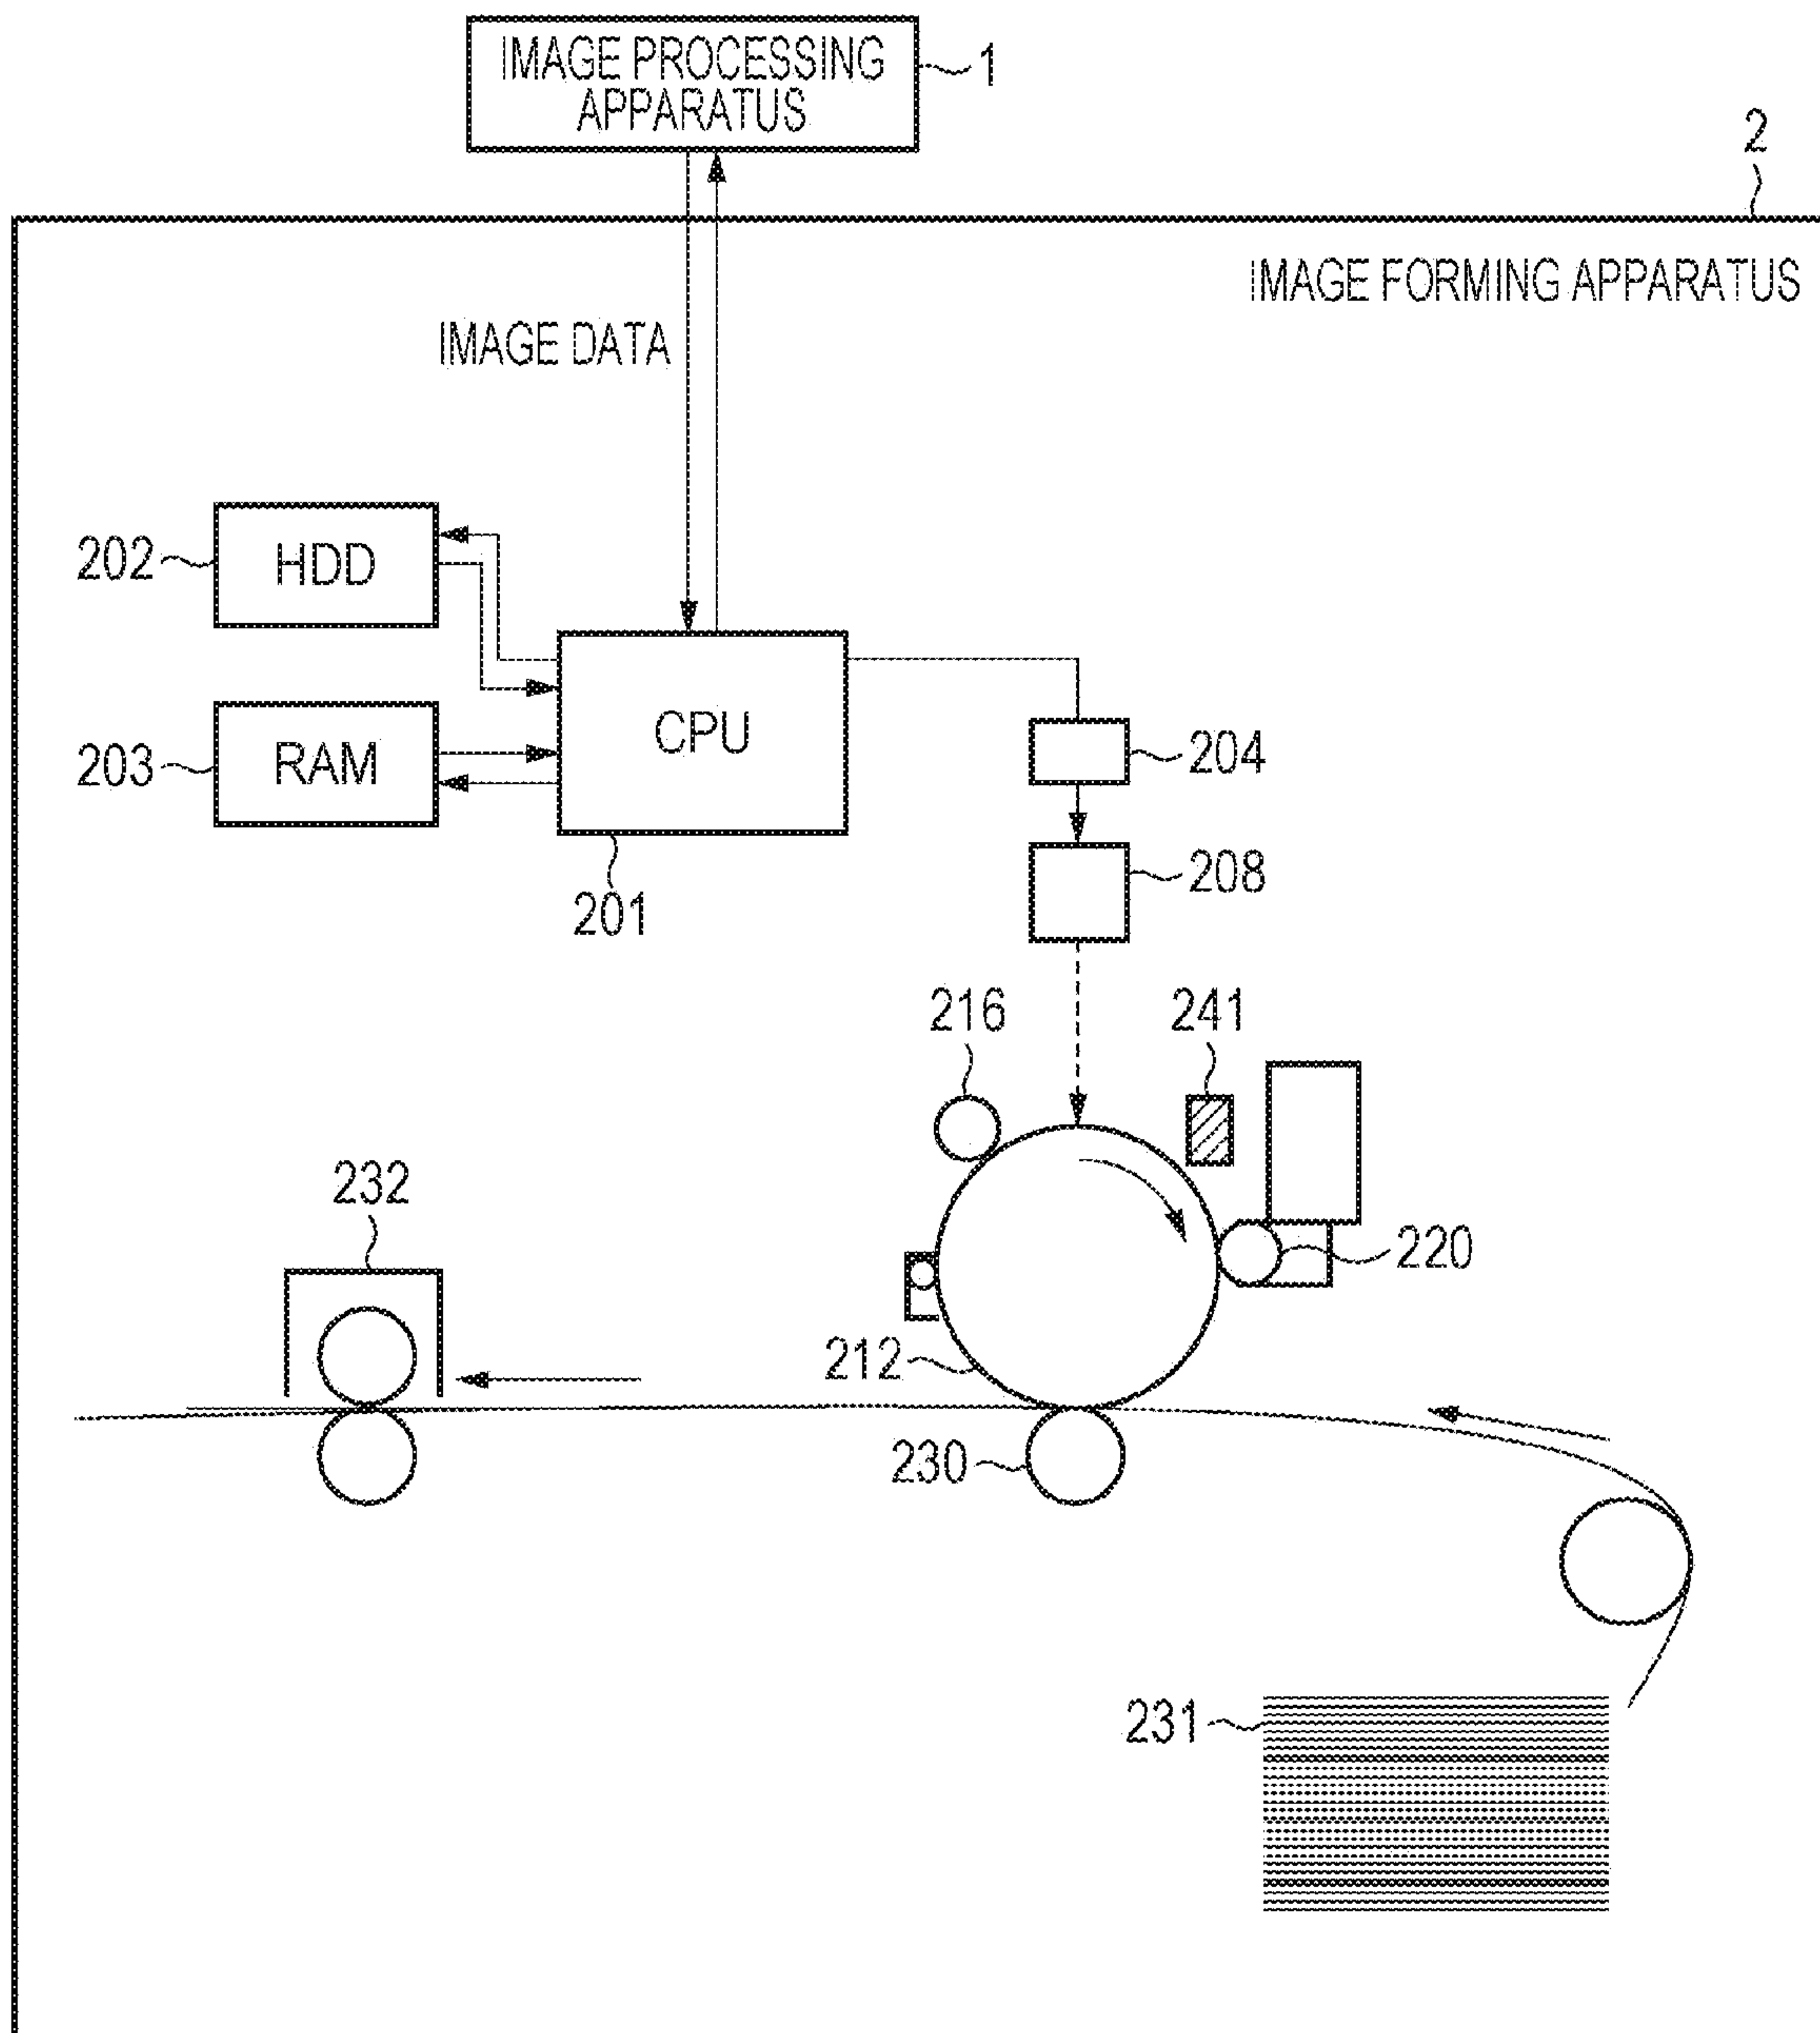 IMAGE PROCESSING
APPARATUS
1
2
IMAGE FORMING APPARATUS
IMAGE DATA
202
HDD
203
RAM
CPU
204
201
208
216
241
232
220
212
230
231